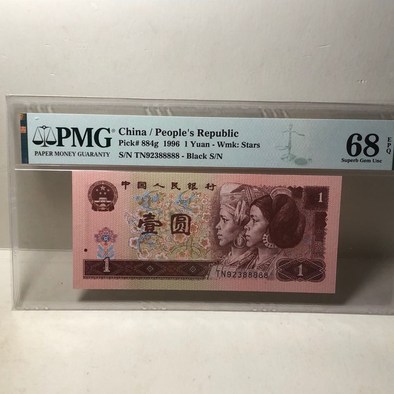 PMG
PAPER MONEY GUARANTY
China / People's Republic
Pick# 884g 1996 1 Yuan - Wmk: Stars
S/N TN92388888 - Black S/N
68 EPQ
Superb Gem Unc
中国人民银行
1
壹圆
TN92388888
1
1